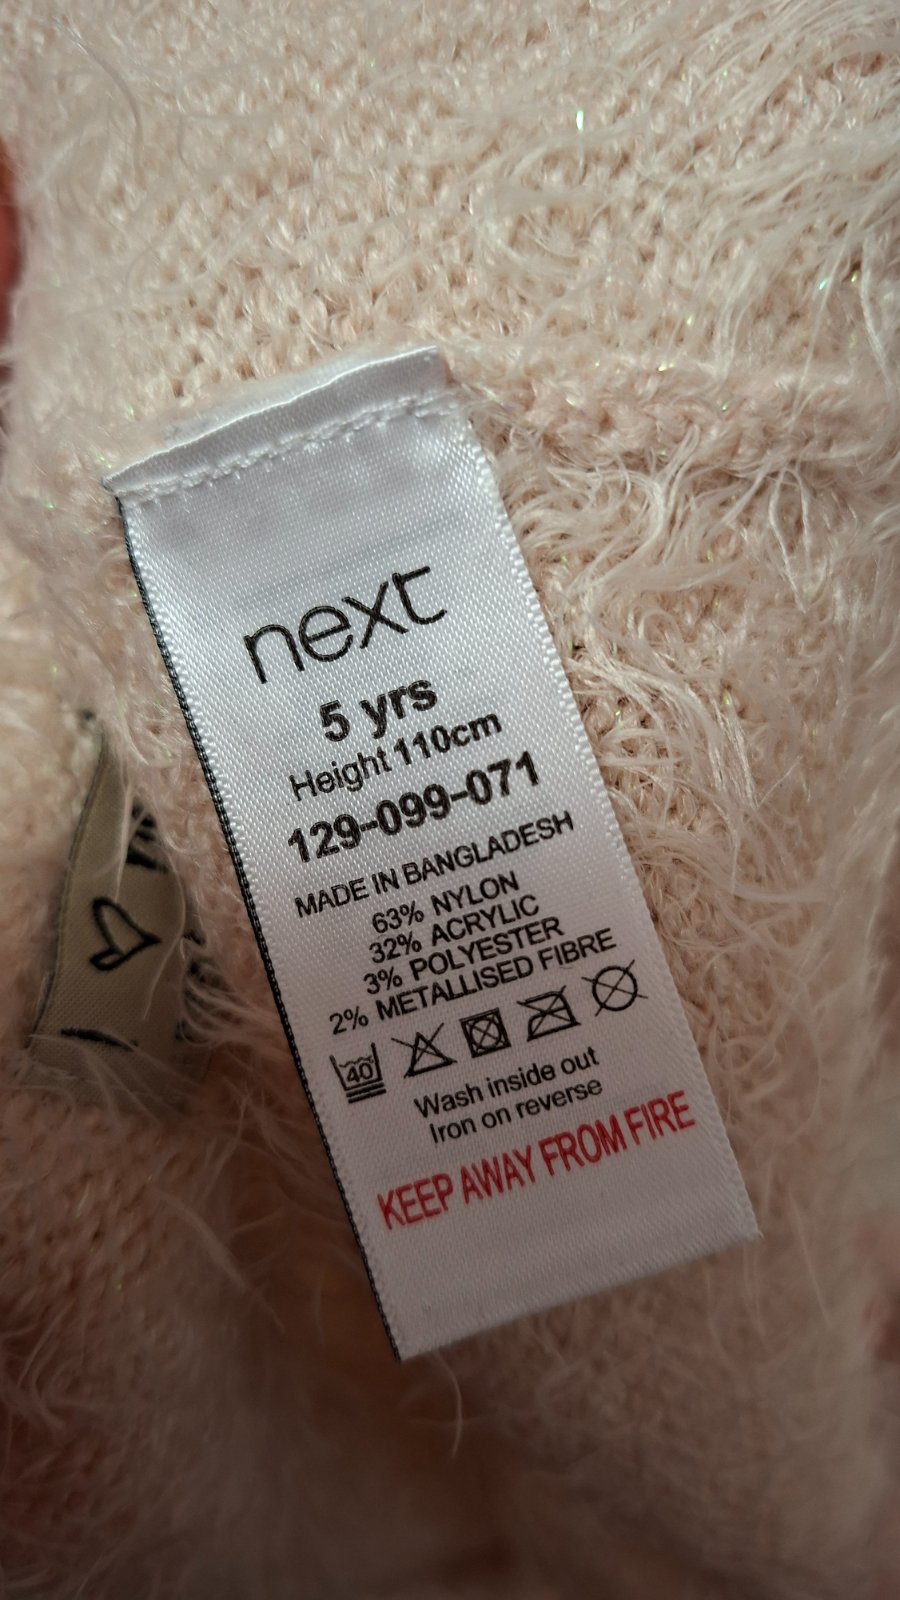 next
5 yrs
Height 110cm
129-099-071
MADE IN BANGLADESH
63% NYLON
32% ACRYLIC
3% POLYESTER
2% METALLISED FIBRE
40
Wash inside out
Iron on reverse
KEEP AWAY FROM FIRE